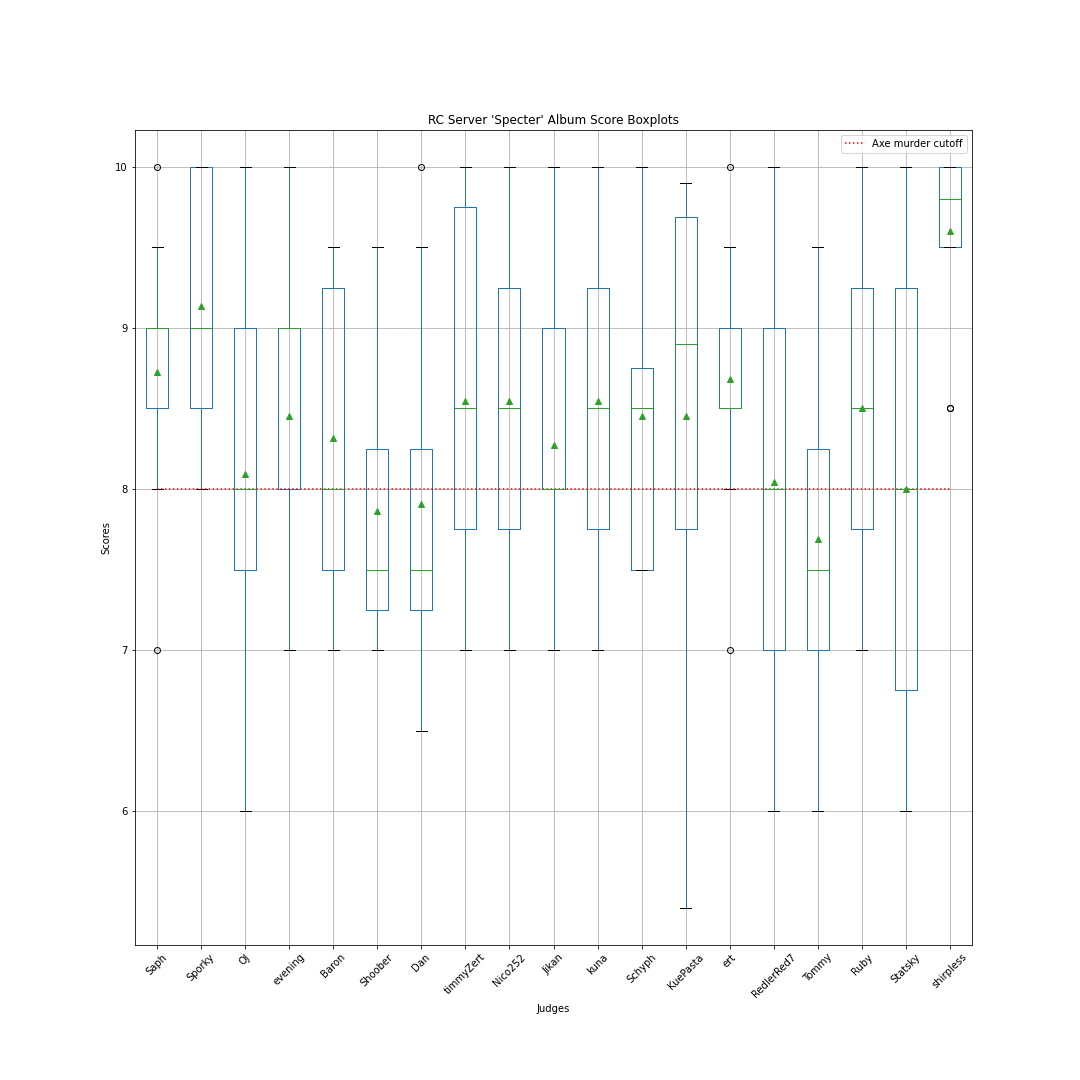 RC Server 'Specter' Album Score Boxplots
Axe murder cutoff
10
9
8
7
6
Scores
Saph
Sporky
OJ
evening
Baron
Shoober
Dan
timmyZert
Nico252
Jikan
kuna
Schyph
KuePasta
ert
RedlerRed7
Tommy
Ruby
Statsky
shirpless
Judges